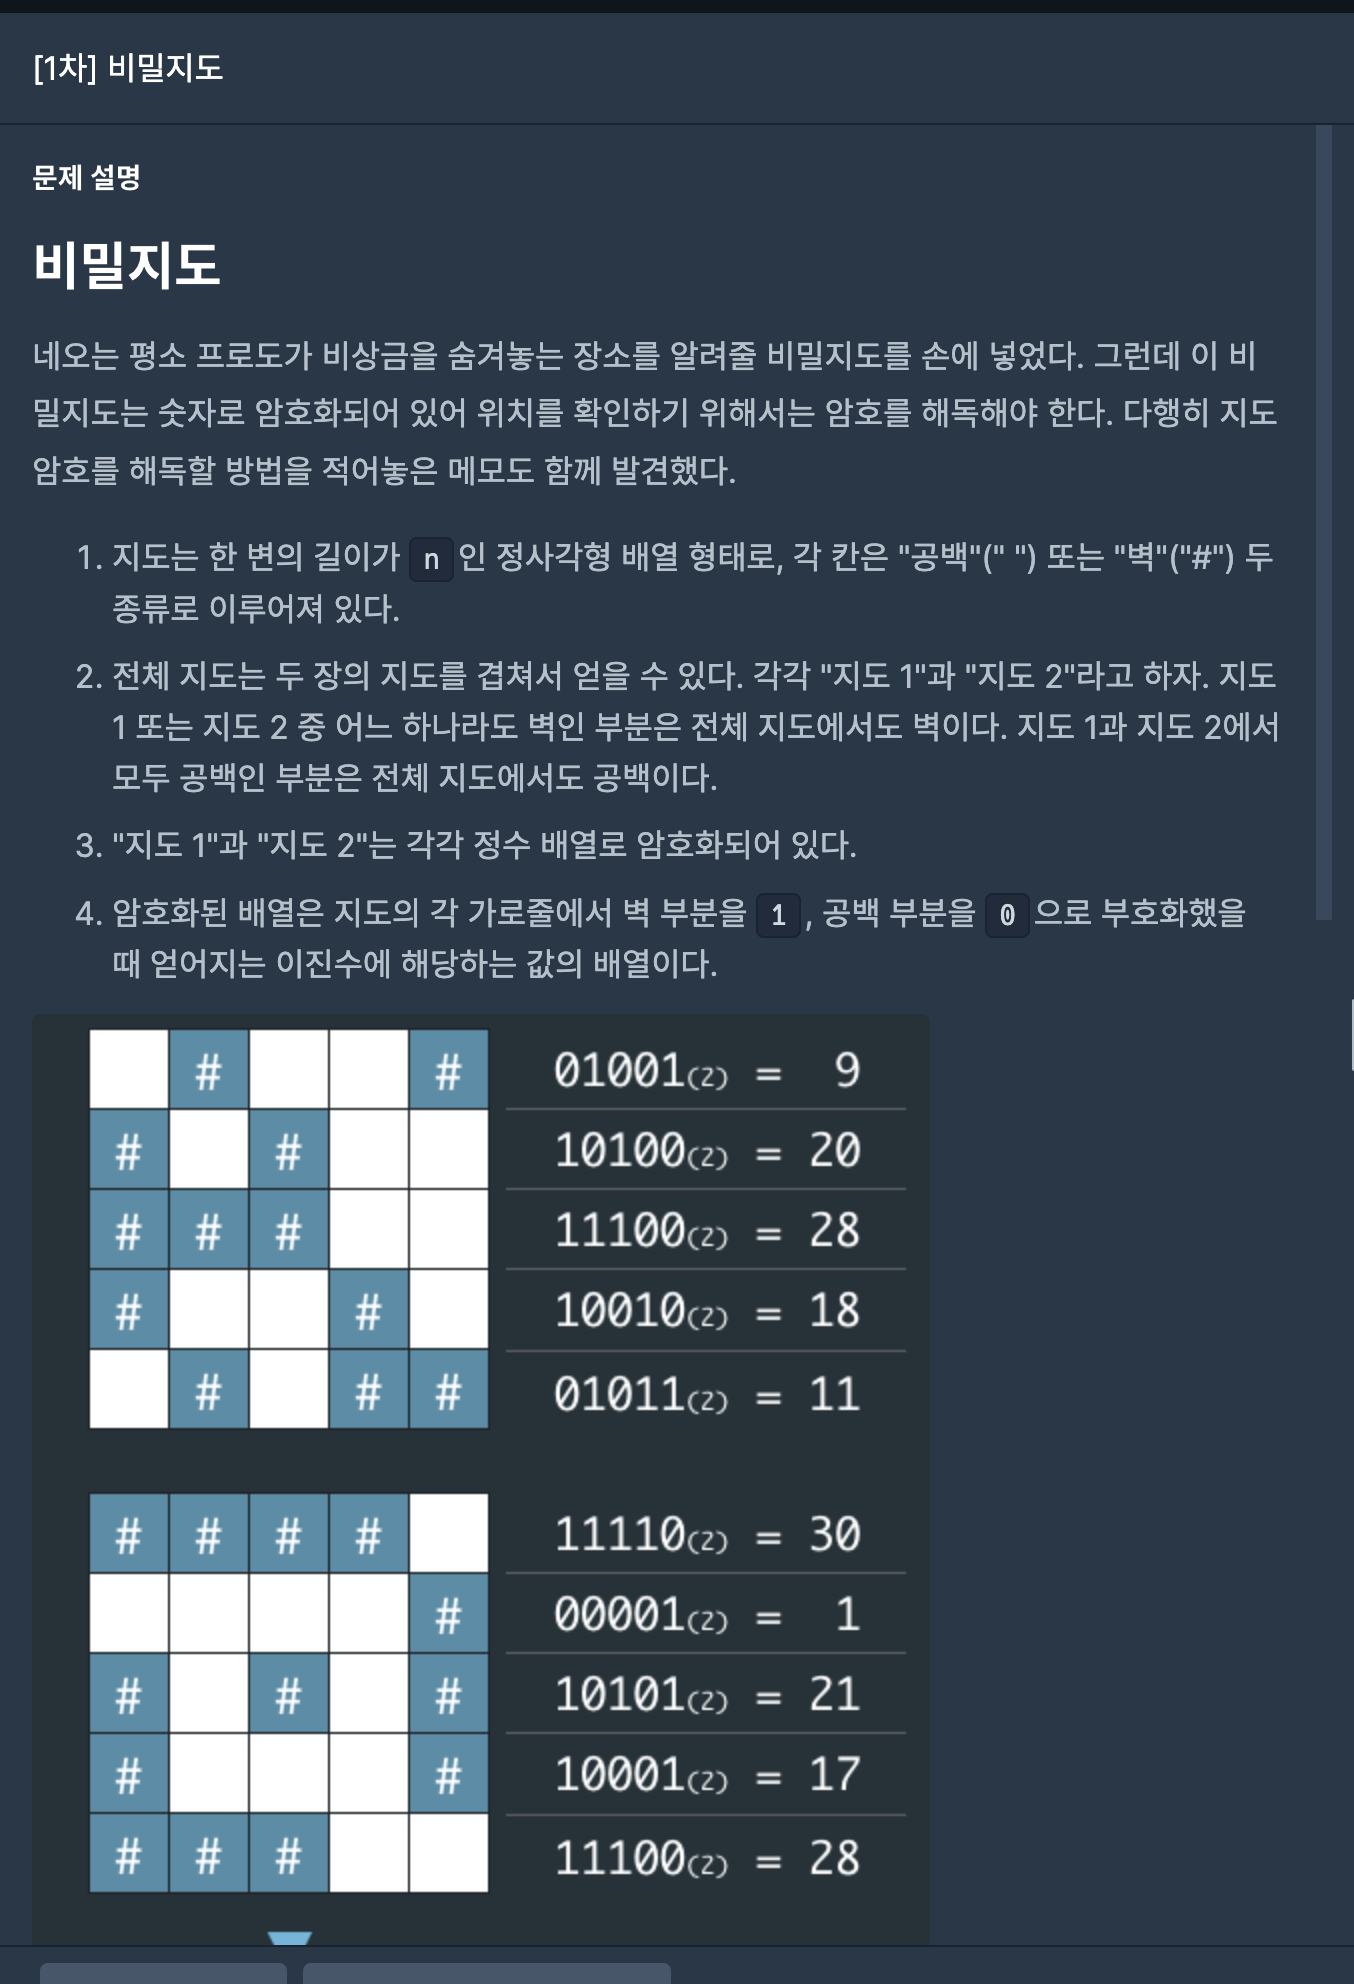 [1차] 비밀지도
문제 설명
비밀지도
네오는 평소 프로도가 비상금을 숨겨놓는 장소를 알려줄 비밀지도를 손에 넣었다. 그런데 이 비
밀지도는 숫자로 암호화되어 있어 위치를 확인하기 위해서는 암호를 해독해야 한다. 다행히 지도
암호를 해독할 방법을 적어놓은 메모도 함께 발견했다.
1. 지도는 한 변의 길이가 n 인 정사각형 배열 형태로, 각 칸은 "공백"(" ") 또는 "벽"("#") 두
종류로 이루어져 있다.
2. 전체 지도는 두 장의 지도를 겹쳐서 얻을 수 있다. 각각 "지도 1"과 "지도 2"라고 하자. 지도
1 또는 지도 2 중 어느 하나라도 벽인 부분은 전체 지도에서도 벽이다. 지도 1과 지도 2에서
모두 공백인 부분은 전체 지도에서도 공백이다.
3. "지도 1"과 "지도 2"는 각각 정수 배열로 암호화되어 있다.
4. 암호화된 배열은 지도의 각 가로줄에서 벽 부분을 1 , 공백 부분을 0 으로 부호화했을
때 얻어지는 이진수에 해당하는 값의 배열이다.
# # 01001(2) = 9
# # 10100(2) = 20
# # # 11100(2) = 28
# # 10010(2) = 18
# # # 01011(2) = 11
# # # # 11110(2) = 30
# 00001(2) = 1
# # # 10101(2) = 21
# # 10001(2) = 17
# # # 11100(2) = 28